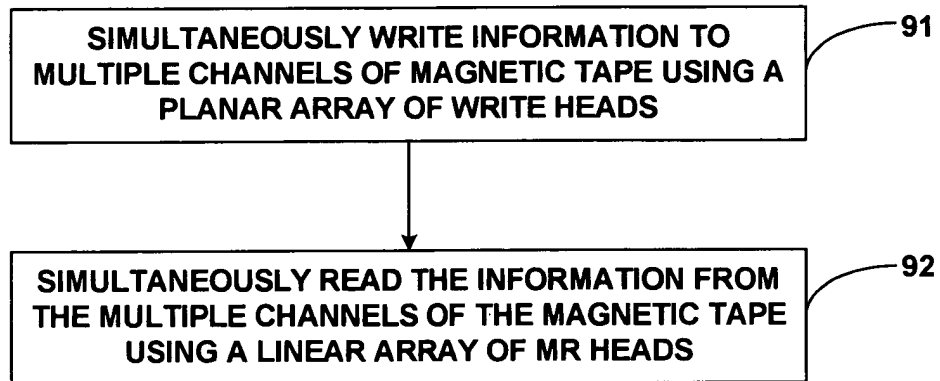 SIMULTANEOUSLY WRITE INFORMATION TO
MULTIPLE CHANNELS OF MAGNETIC TAPE USING A
PLANAR ARRAY OF WRITE HEADS
91
SIMULTANEOUSLY READ THE INFORMATION FROM
THE MULTIPLE CHANNELS OF THE MAGNETIC TAPE
USING A LINEAR ARRAY OF MR HEADS
92